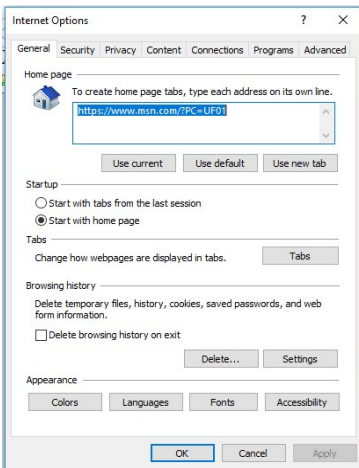 Internet Options
? X
General Security Privacy Content Connections Programs Advanced
Home page
To create home page tabs, type each address on its own line.
https://www.msn.com/?PC=UF01
Use current Use default Use new tab
Startup
Start with tabs from the last session
Start with home page
Tabs
Change how webpages are displayed in tabs. Tabs
Browsing history
Delete temporary files, history, cookies, saved passwords, and web
form information.
Delete browsing history on exit
Delete... Settings
Appearance
Colors Languages Fonts Accessibility
OK Cancel Apply